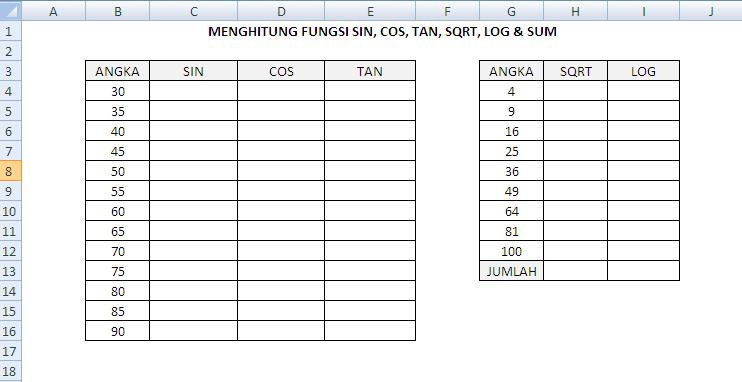 A B C D E F G H I J
1 MENGHITUNG FUNGSI SIN, COS, TAN, SQRT, LOG & SUM
2
3 ANGKA SIN COS TAN ANGKA SQRT LOG
4 30 4
5 35 9
6 40 16
7 45 25
8 50 36
9 55 49
10 60 64
11 65 81
12 70 100
13 75 JUMLAH
14 80
15 85
16 90
17
18